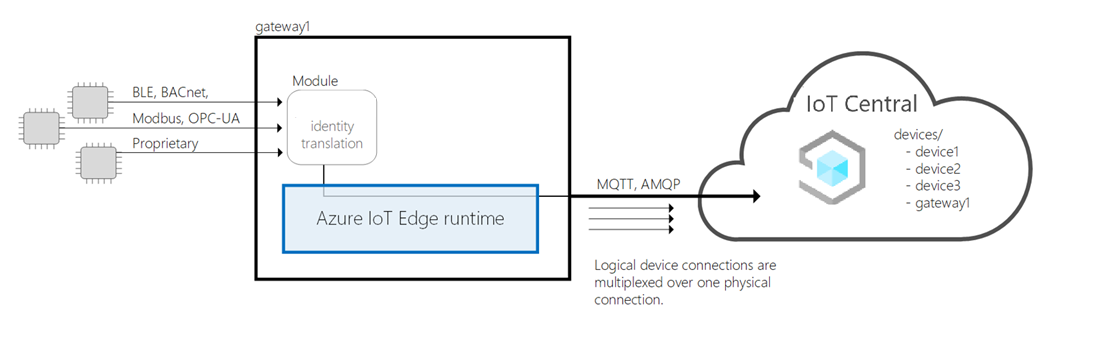 gateway1
Module
BLE, BACnet,
Modbus, OPC-UA
Proprietary
identity
translation
Azure IoT Edge runtime
MQTT, AMQP
Logical device connections are
multiplexed over one physical
connection.
IoT Central
devices/
- device1
- device2
- device3
- gateway1